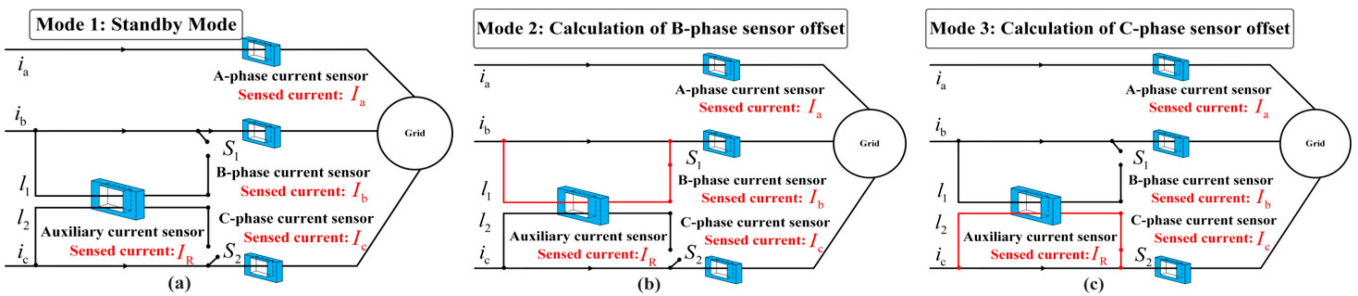 Mode 1: Standby Mode
i_a
A-phase current sensor
Sensed current: I_a
i_b
Grid
S_1
l_1
B-phase current sensor
Sensed current: I_b
l_2
C-phase current sensor
Auxiliary current sensor
Sensed current: I_c
Sensed current: I_R
S_2
i_c
(a)
Mode 2: Calculation of B-phase sensor offset
i_a
A-phase current sensor
Sensed current: I_a
i_b
Grid
S_1
l_1
B-phase current sensor
Sensed current: I_b
l_2
C-phase current sensor
Auxiliary current sensor
Sensed current: I_c
Sensed current: I_R
S_2
i_c
(b)
Mode 3: Calculation of C-phase sensor offset
i_a
A-phase current sensor
Sensed current: I_a
i_b
Grid
S_1
l_1
B-phase current sensor
Sensed current: I_b
l_2
C-phase current sensor
Auxiliary current sensor
Sensed current: I_c
Sensed current: I_R
S_2
i_c
(c)